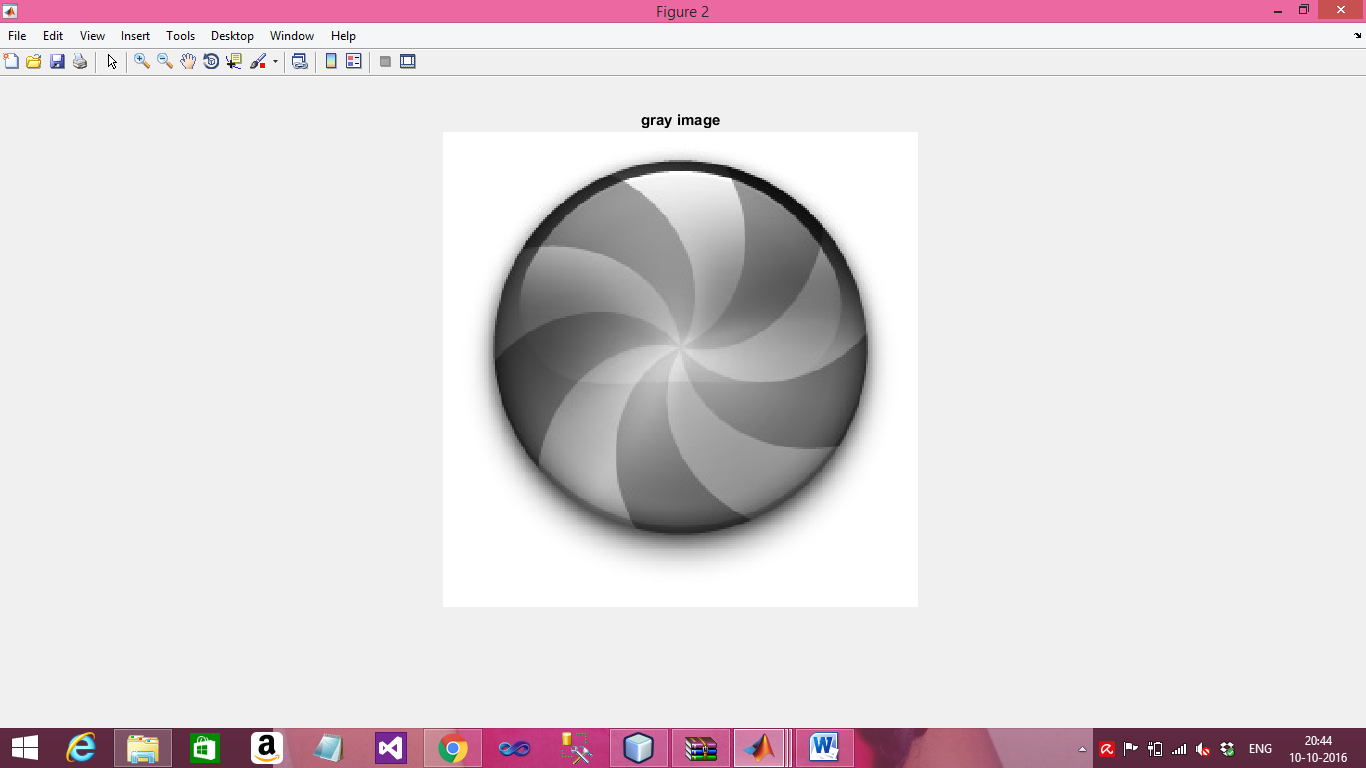 Figure 2
File Edit View Insert Tools Desktop Window Help
gray image
ENG
20:44
10-10-2016